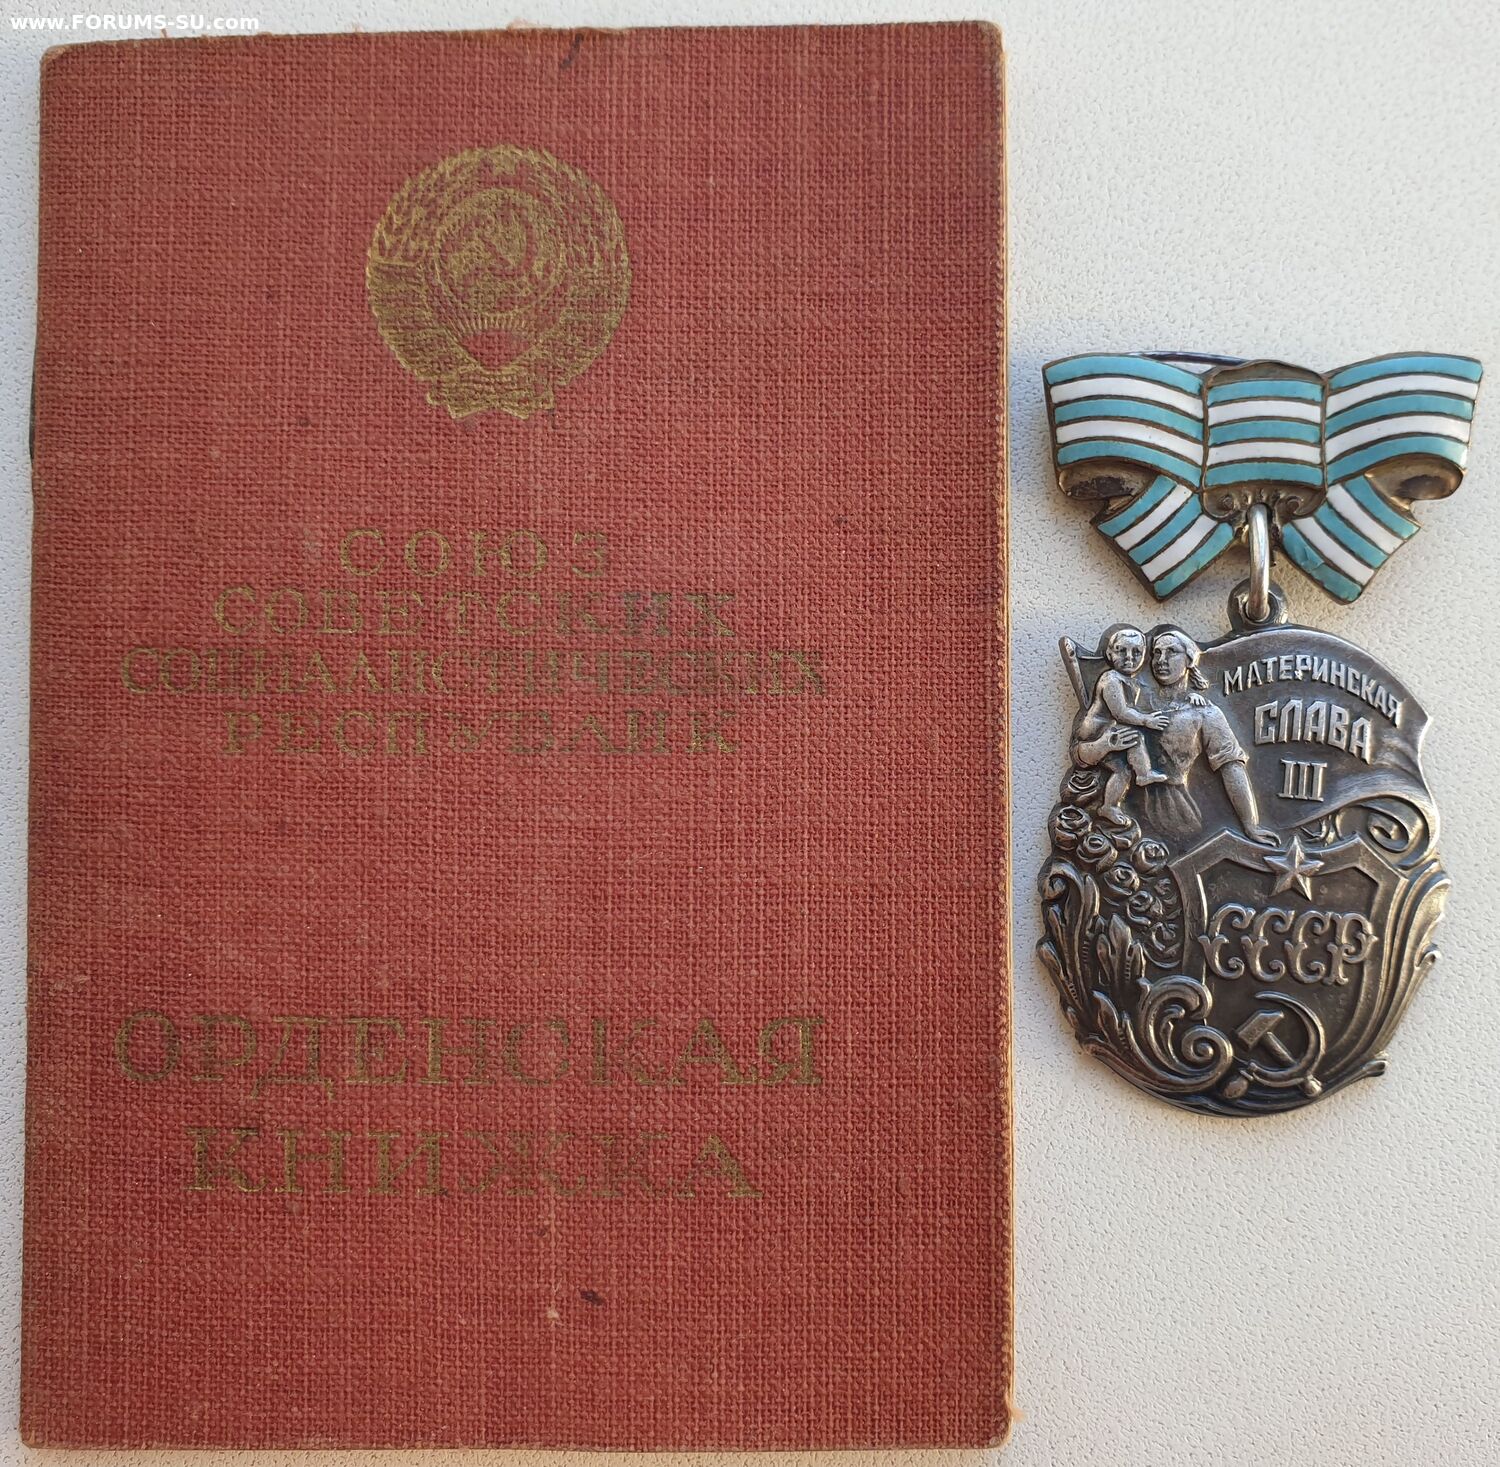 www.FORUMS-SU.com
СОЮЗ
СОВЕТСКИХ
СОЦИАЛИСТИЧЕСКИХ
РЕСПУБЛИК
ОРДЕНСКАЯ
КНИЖКА
МАТЕРИНСКАЯ
СЛАВА
III
СССР